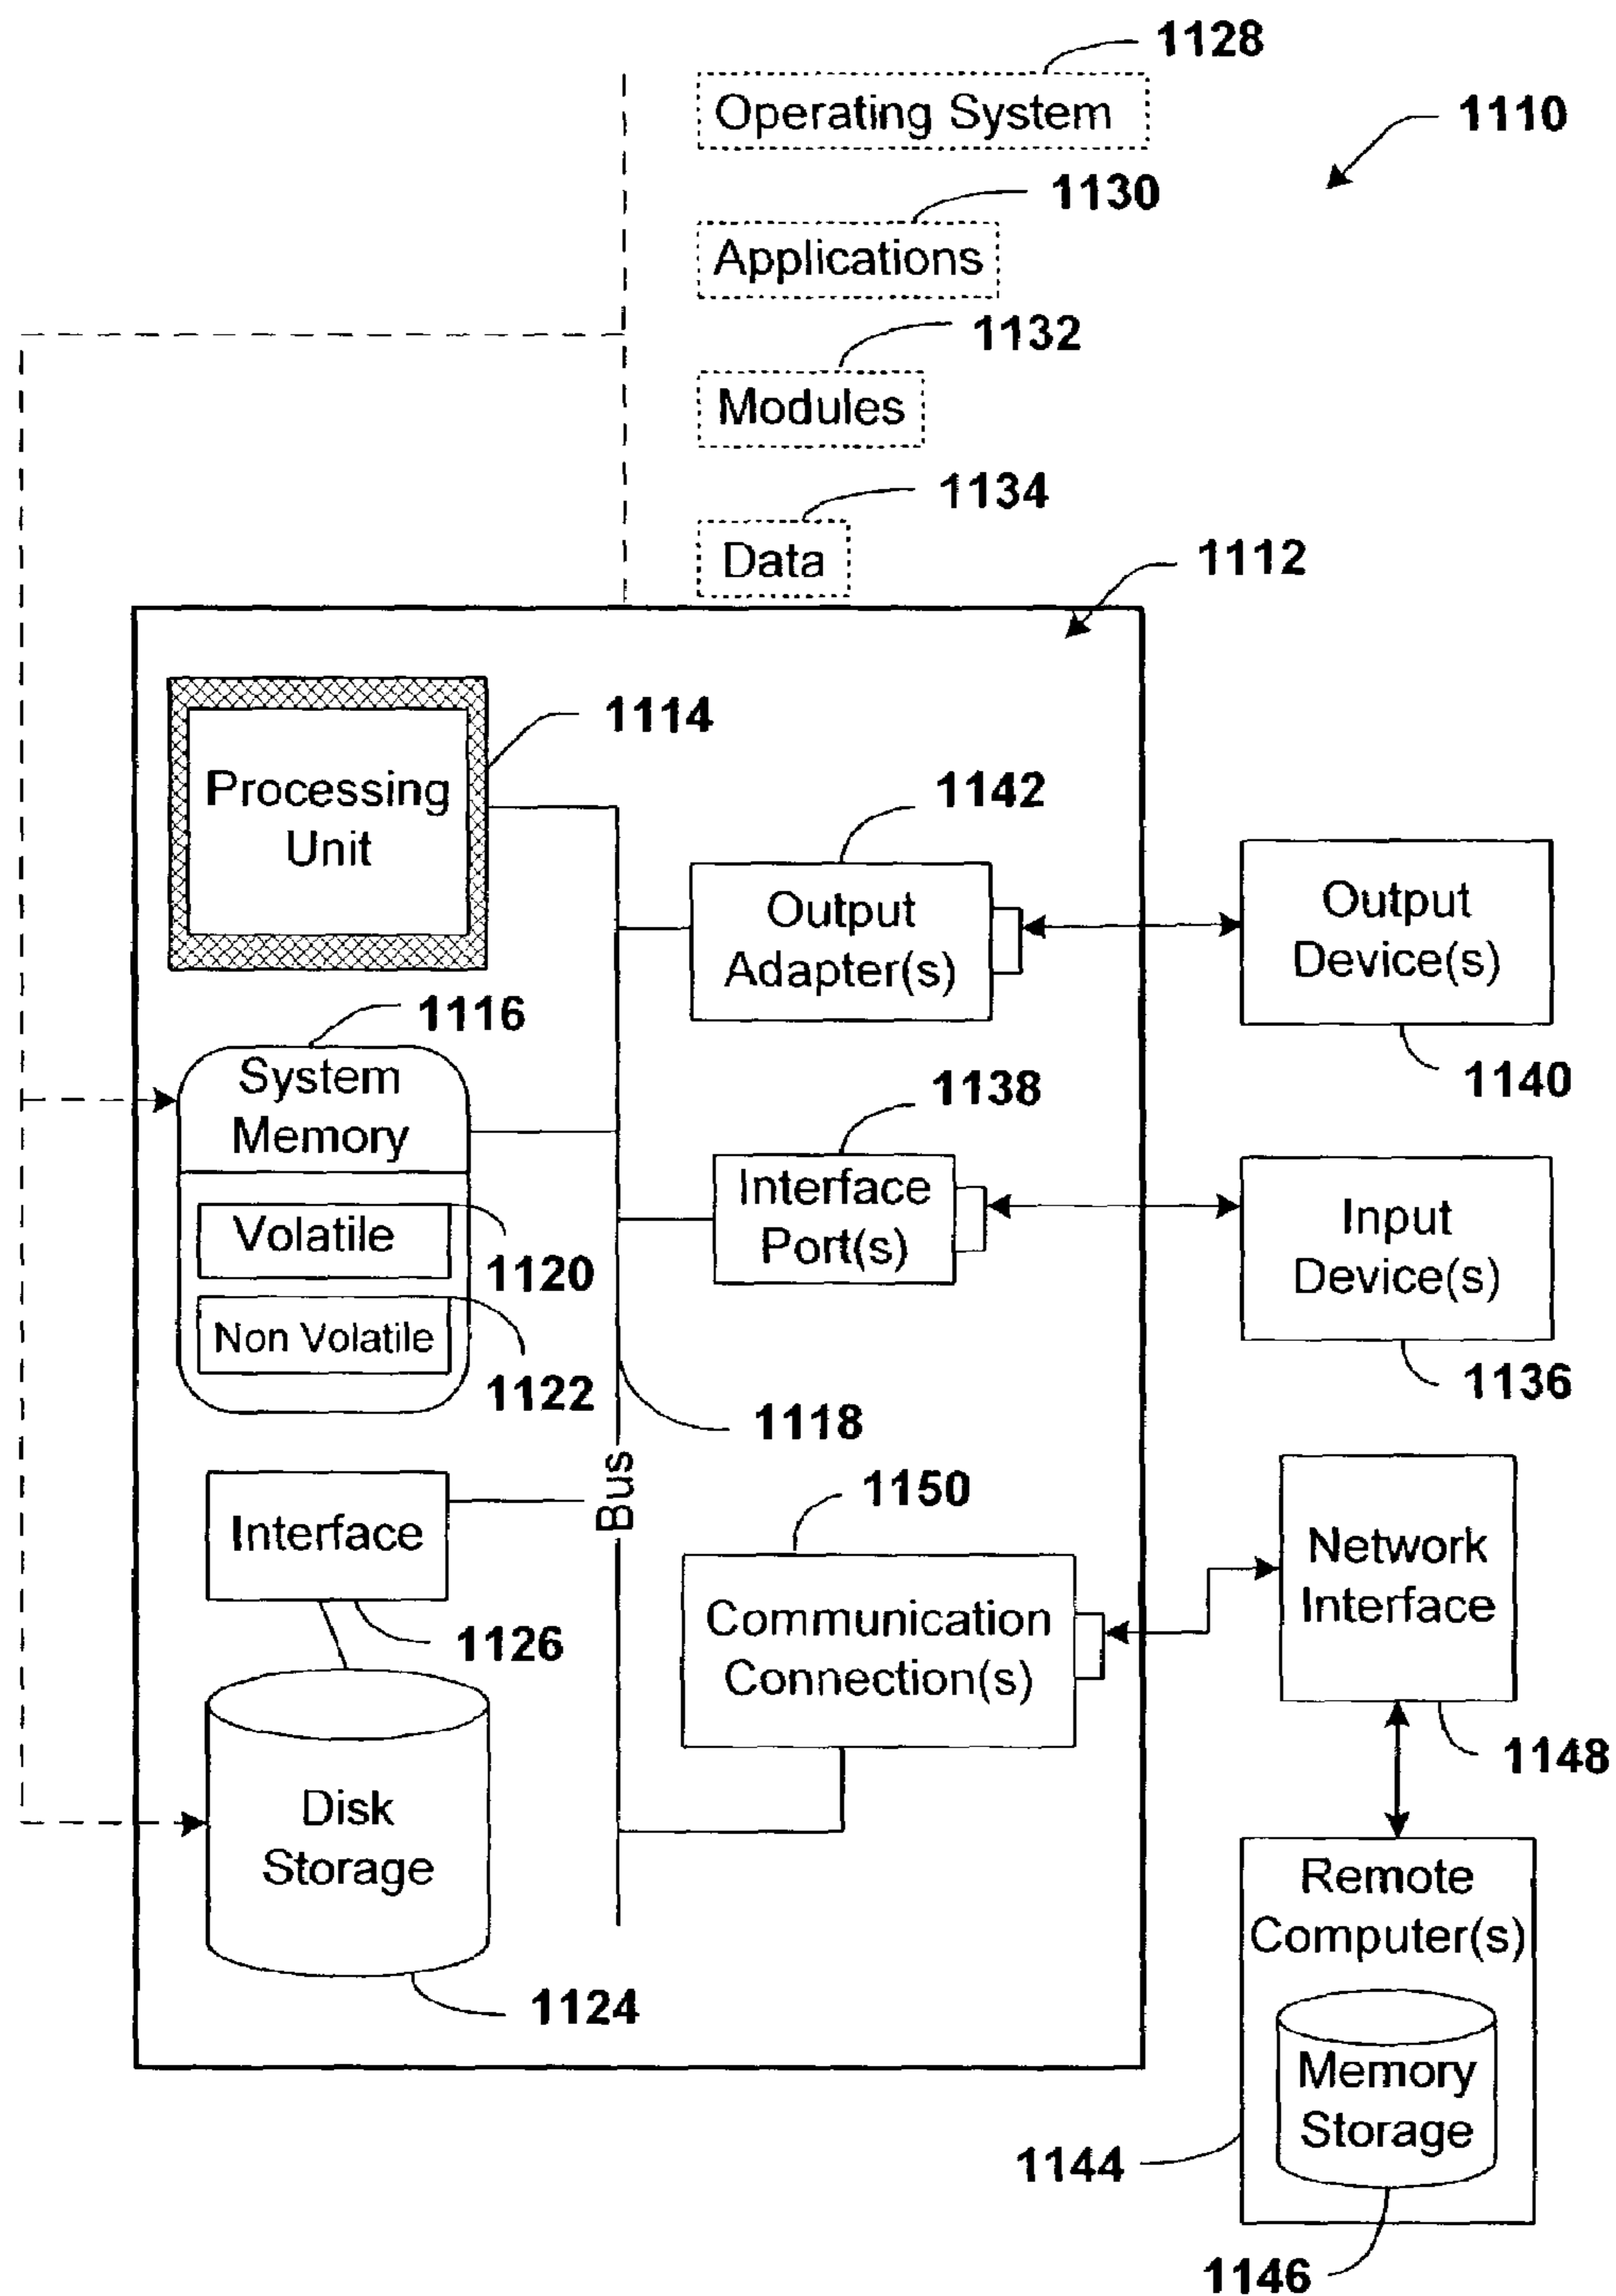 1128
Operating System
1110
1130
Applications
1132
Modules
1134
Data
1112
1114
Processing
Unit
1142
Output
Adapter(s)
Output
Device(s)
1140
1116
System
Memory
1138
Interface
Port(s)
Input
Device(s)
1136
Volatile
1120
Non Volatile
1122
1118
Bus
1150
Interface
1126
Communication
Connection(s)
Network
Interface
1148
Disk
Storage
1124
Remote
Computer(s)
Memory
Storage
1144
1146